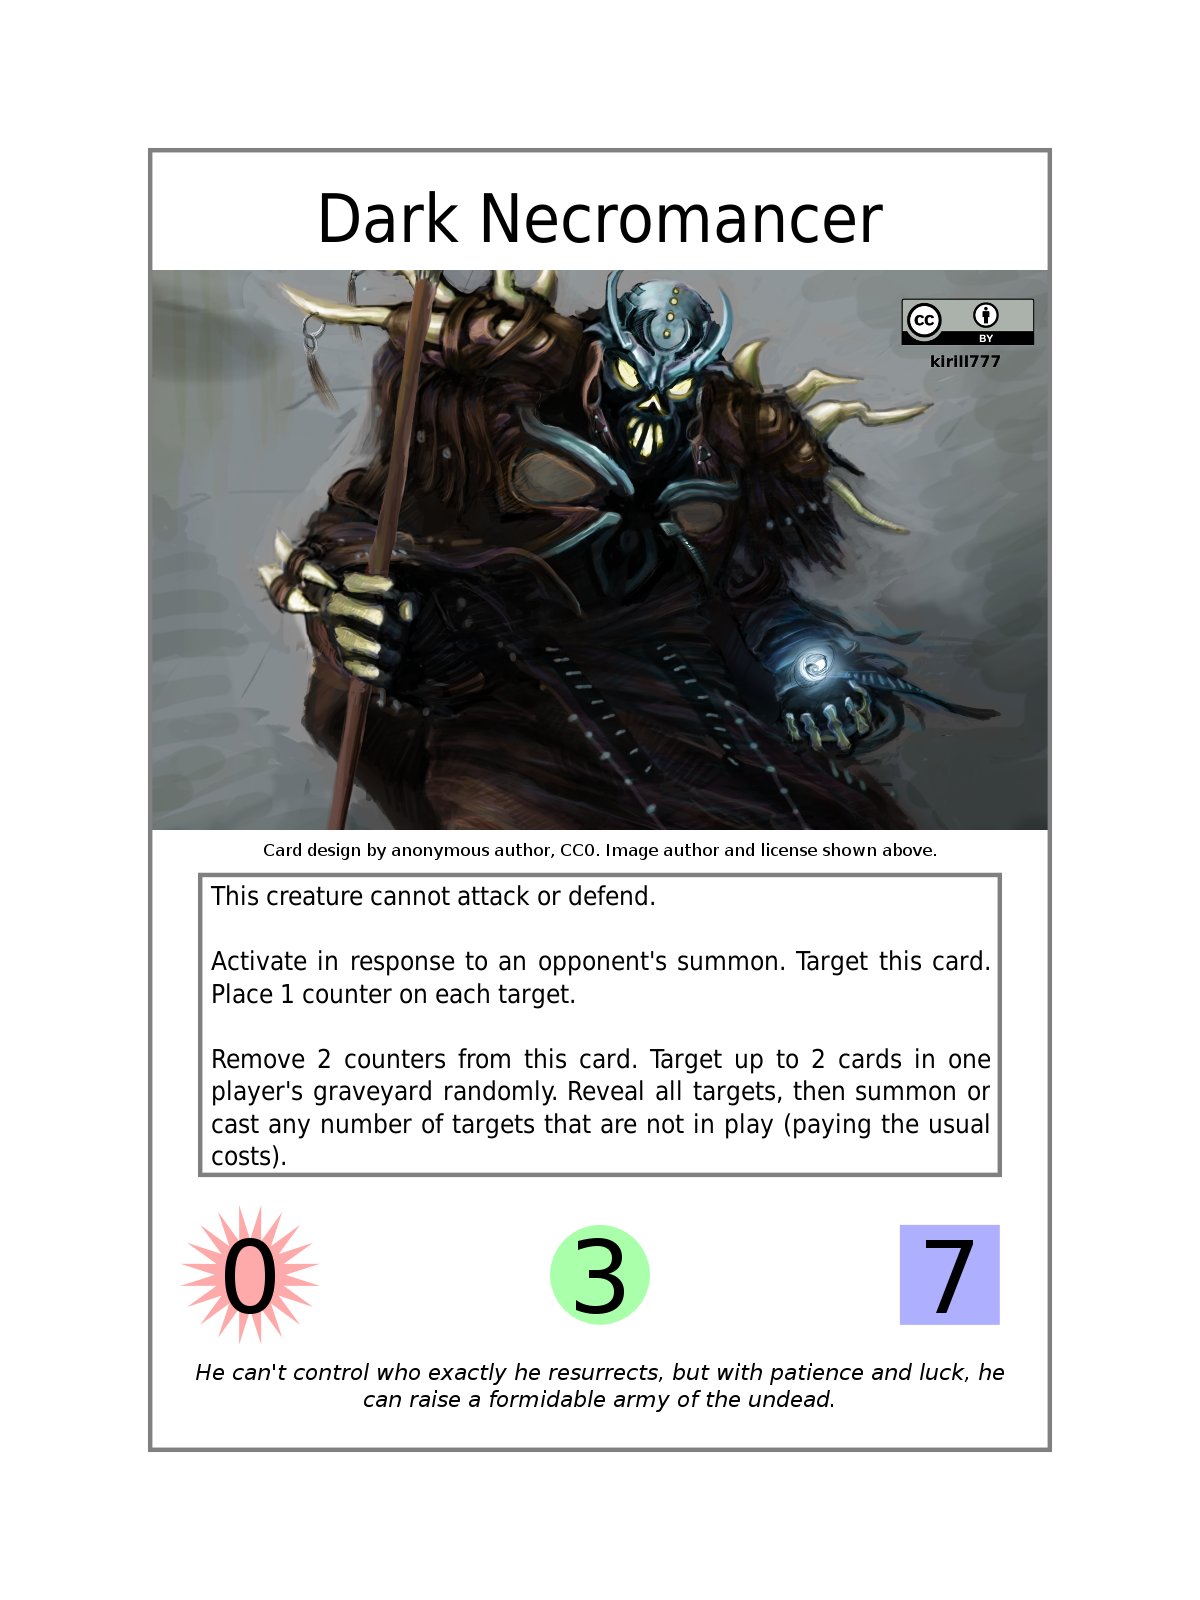 Dark Necromancer
CC
BY
kirill777
Card design by anonymous author, CC0. Image author and license shown above.
This creature cannot attack or defend.
Activate in response to an opponent's summon. Target this card.
Place 1 counter on each target.
Remove 2 counters from this card. Target up to 2 cards in one
player's graveyard randomly. Reveal all targets, then summon or
cast any number of targets that are not in play (paying the usual
costs).
0 3 7
He can't control who exactly he resurrects, but with patience and luck, he
can raise a formidable army of the undead.